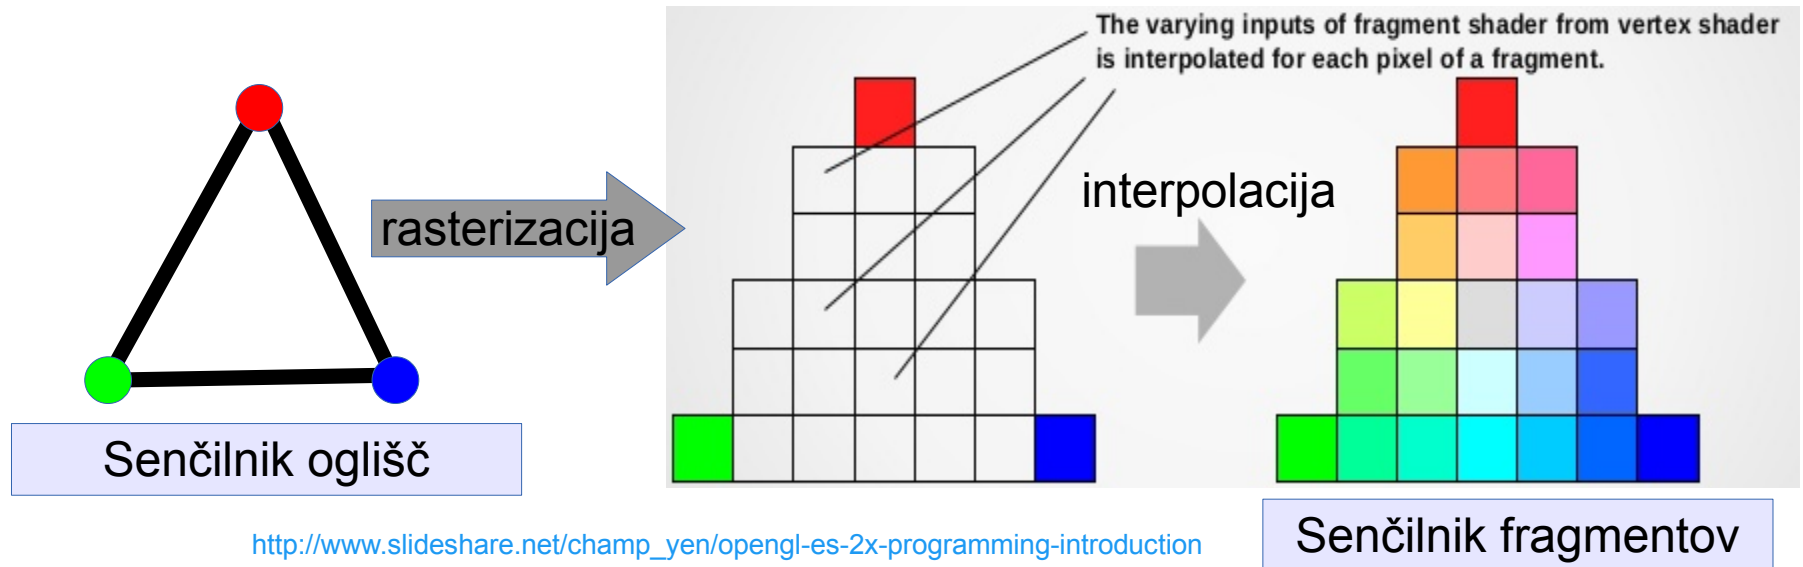 The varying inputs of fragment shader from vertex shader
is interpolated for each pixel of a fragment.
rasterizacija
interpolacija
Senčilnik oglišč
Senčilnik fragmentov
http://www.slideshare.net/champ_yen/opengl-es-2x-programming-introduction